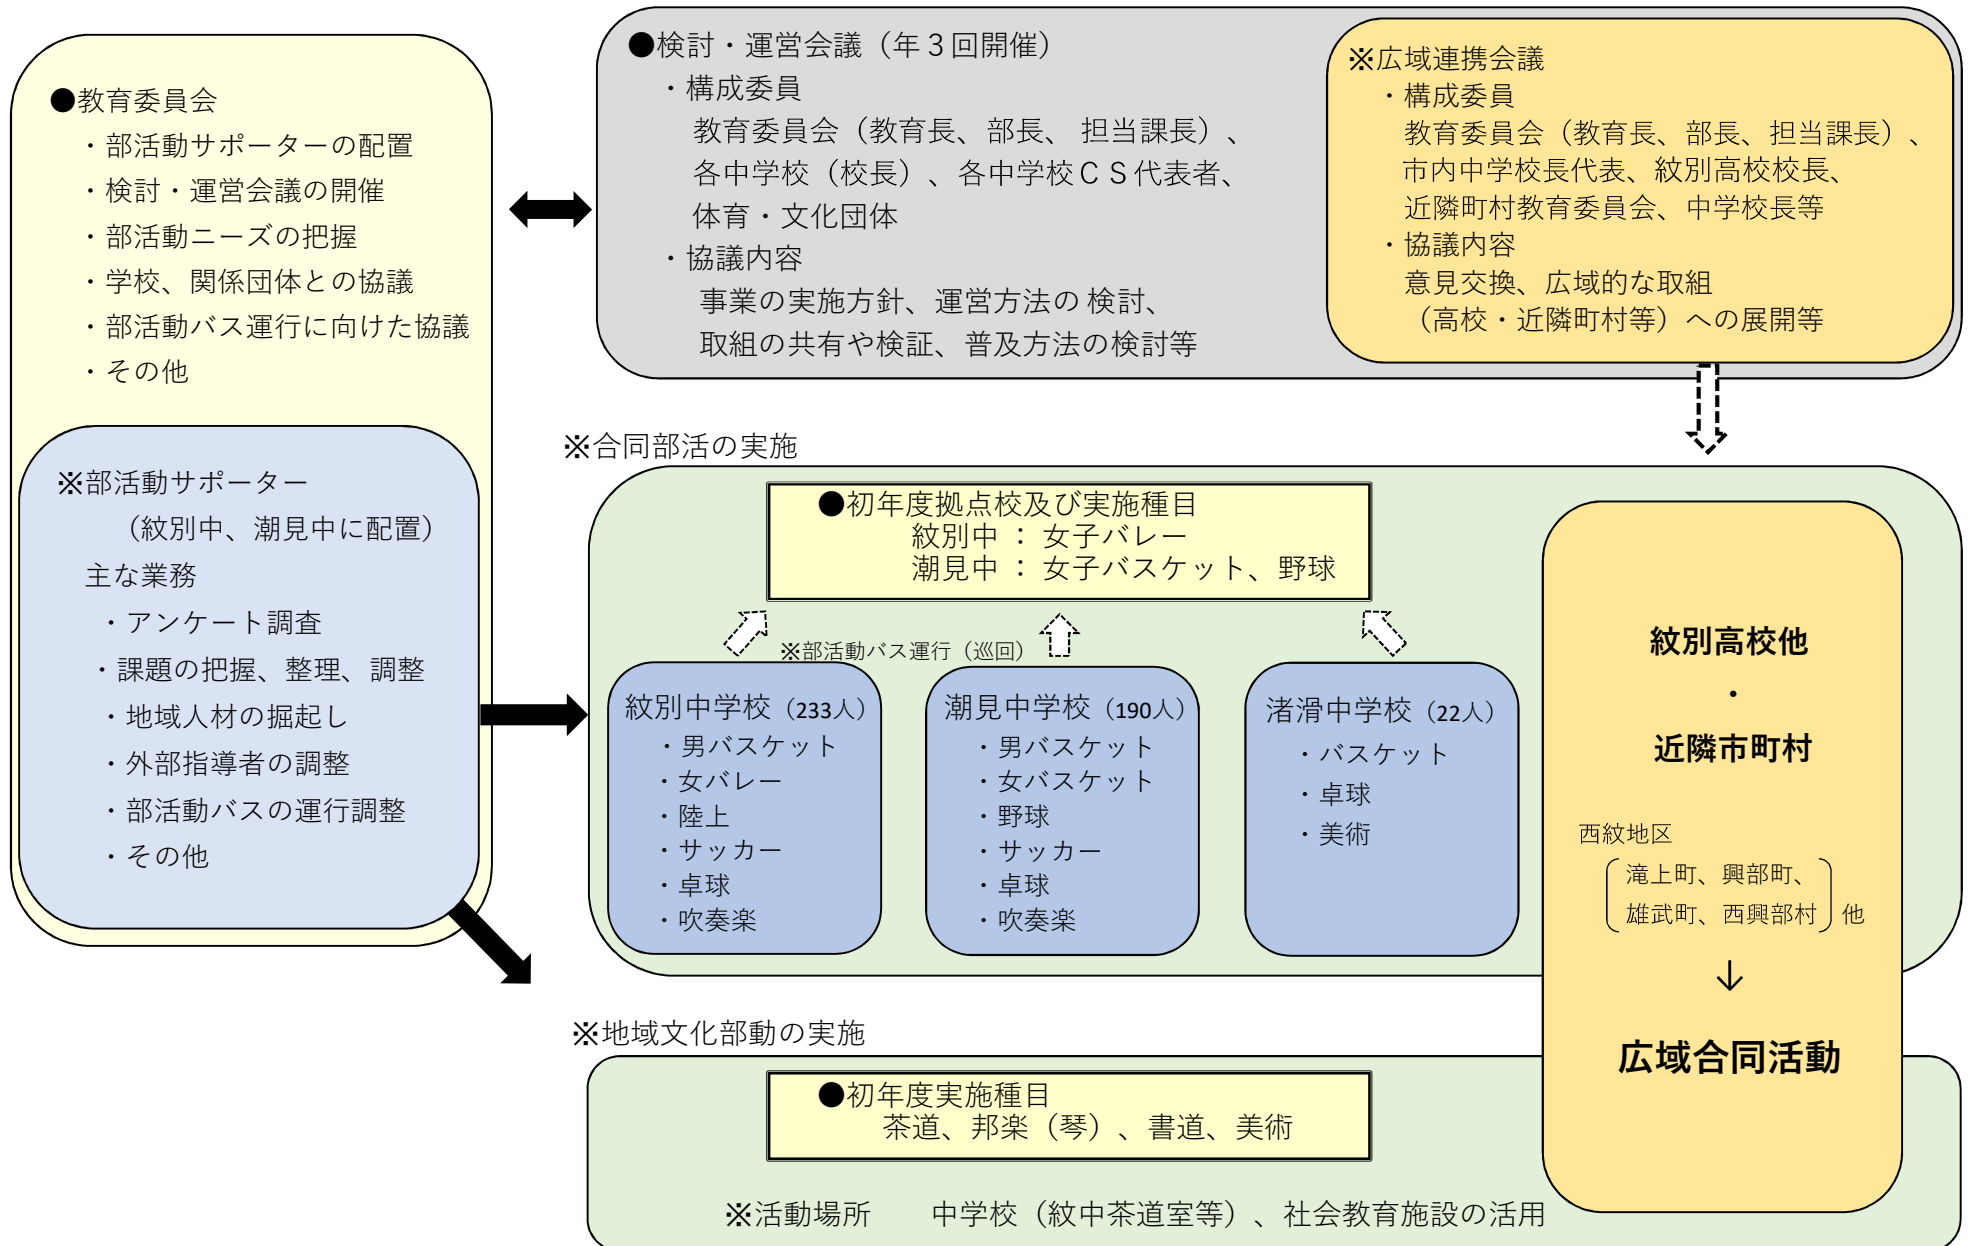 ●教育委員会
・部活動サポーターの配置
・検討・運営会議の開催
・部活動ニーズの把握
・学校、関係団体との協議
・部活動バス運行に向けた協議
・その他
※部活動サポーター
（紋別中、潮見中に配置）
主な業務
・アンケート調査
・課題の把握、整理、調整
・地域人材の掘起し
・外部指導者の調整
・部活動バスの運行調整
・その他
●検討・運営会議（年３回開催）
・構成委員
教育委員会（教育長、部長、担当課長）、
各中学校（校長）、各中学校ＣＳ代表者、
体育・文化団体
・協議内容
事業の実施方針、運営方法の検討、
取組の共有や検証、普及方法の検討等
※広域連携会議
・構成委員
教育委員会（教育長、部長、担当課長）、
市内中学校長代表、紋別高校校長、
近隣町村教育委員会、中学校長等
・協議内容
意見交換、広域的な取組
（高校・近隣町村等）への展開等
※合同部活の実施
●初年度拠点校及び実施種目
紋別中 ： 女子バレー
潮見中 ： 女子バスケット、野球
※部活動バス運行（巡回）
紋別中学校（233人）
・男バスケット
・女バレー
・陸上
・サッカー
・卓球
・吹奏楽
潮見中学校（190人）
・男バスケット
・女バスケット
・野球
・サッカー
・卓球
・吹奏楽
渚滑中学校（22人）
・バスケット
・卓球
・美術
紋別高校他
・
近隣市町村
西紋地区
滝上町、興部町、
雄武町、西興部村 他
↓
広域合同活動
※地域文化部動の実施
●初年度実施種目
茶道、邦楽（琴）、書道、美術
※活動場所　　中学校（紋中茶道室等）、社会教育施設の活用